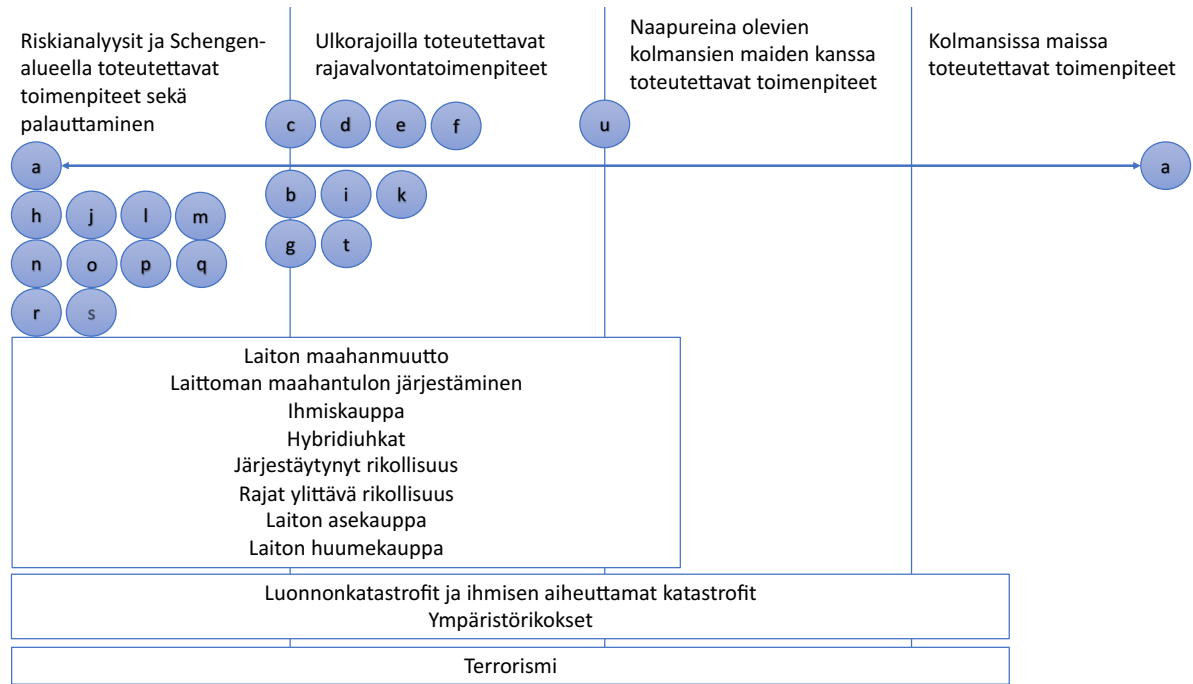 Riskianalyysit ja Schengen-
alueella toteutettavat
toimenpiteet sekä
palauttaminen
Ulkorajoilla toteutettavat
rajavalvontatoimenpiteet
Naapureina olevien
kolmansien maiden kanssa
toteutettavat toimenpiteet
Kolmansissa maissa
toteutettavat toimenpiteet
c d e f
u
a
a
h j l m
n o p q
r s
b i k
g t
Laiton maahanmuutto
Laittoman maahantulon järjestäminen
Ihmiskauppa
Hybridiuhkat
Järjestäytynyt rikollisuus
Rajat ylittävä rikollisuus
Laiton asekauppa
Laiton huumekauppa
Luonnonkatastrofit ja ihmisen aiheuttamat katastrofit
Ympäristörikokset
Terrorismi